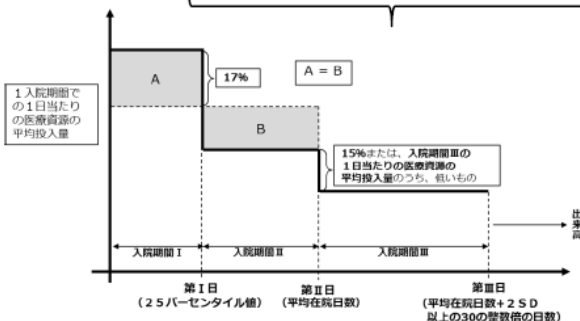 A
17%
A = B
1入院期間で
の1日当たり
の医療資源の
平均投入量
B
15%または、入院期間Ⅲの
1日当たりの医療資源の
平均投入量のうち、低いもの
出
来
高
入院期間Ⅰ
入院期間Ⅱ
入院期間Ⅲ
第Ⅰ日
(25パーセンタイル値)
第Ⅱ日
(平均在院日数)
第Ⅲ日
(平均在院日数+2SD
以上の30の整数倍の日数)